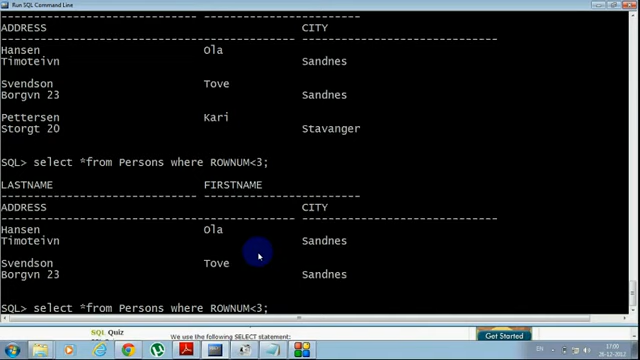 Run SQL Command Line
ADDRESS CITY
Hansen Ola
Timoteivn Sandnes
Svendson Tove
Borgvn 23 Sandnes
Pettersen Kari
Storgt 20 Stavanger
SQL> select *from Persons where ROWNUM<3;
LASTNAME FIRSTNAME
ADDRESS CITY
Hansen Ola
Timoteivn Sandnes
Svendson Tove
Borgvn 23 Sandnes
SQL> select *from Persons where ROWNUM<3;
SQL Quiz
We use the following SELECT statement:
Get Started
EN
17:00
26-12-2012